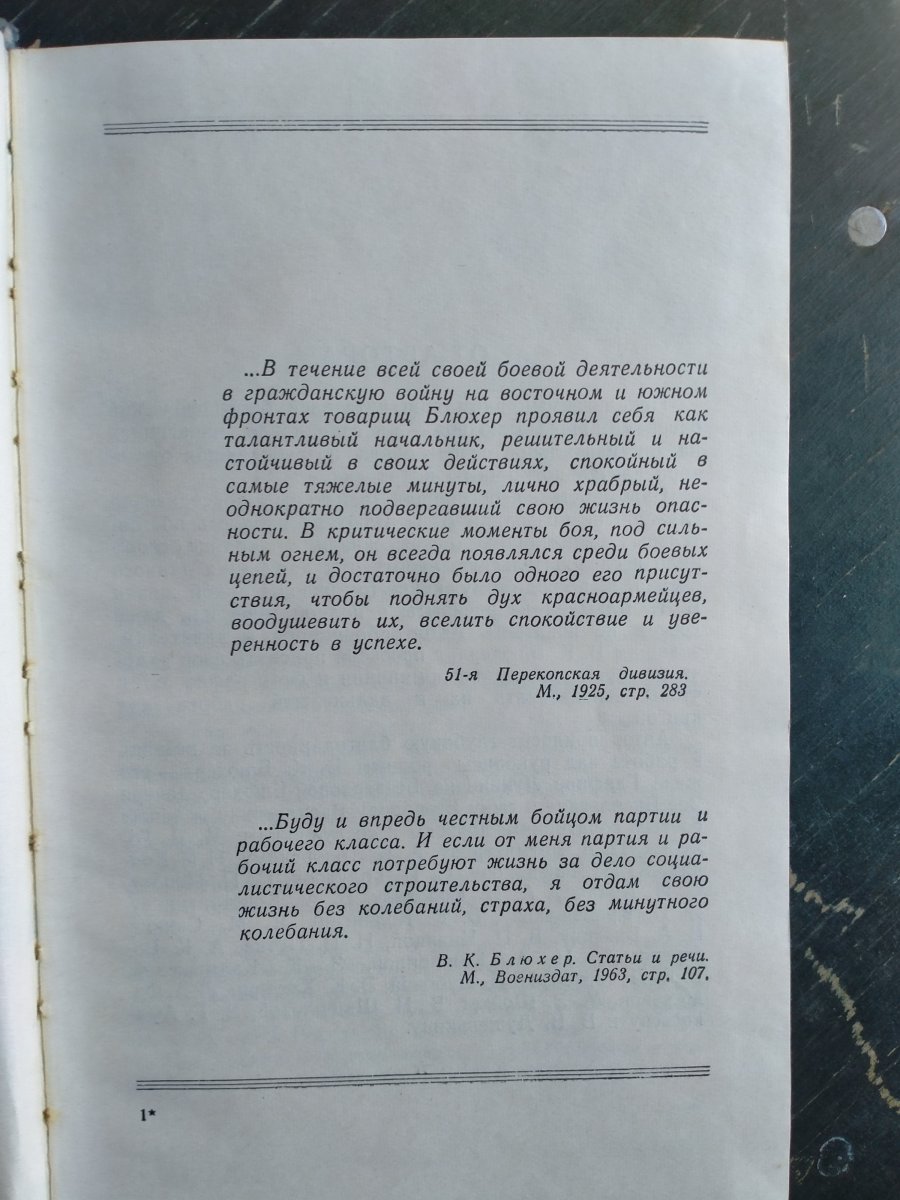 ...В течение всей своей боевой деятельности
в гражданскую войну на восточном и южном
фронтах товарищ Блюхер проявил себя как
талантливый начальник, решительный и на-
стойчивый в своих действиях, спокойный в
самые тяжелые минуты, лично храбрый, не-
однократно подвергавший свою жизнь опас-
ности. В критические моменты боя, под силь-
ным огнем, он всегда появлялся среди боевых
цепей, и достаточно было одного его присут-
ствия, чтобы поднять дух красноармейцев,
воодушевить их, вселить спокойствие и уве-
ренность в успехе.
51-я Перекопская дивизия.
М., 1925, стр. 283
...Буду и впредь честным бойцом партии и
рабочего класса. И если от меня партия и ра-
бочий класс потребуют жизнь за дело социа-
листического строительства, я отдам свою
жизнь без колебаний, страха, без минутного
колебания.
В. К. Блюхер. Статьи и речи.
М., Воениздат, 1963, стр. 107.
1*